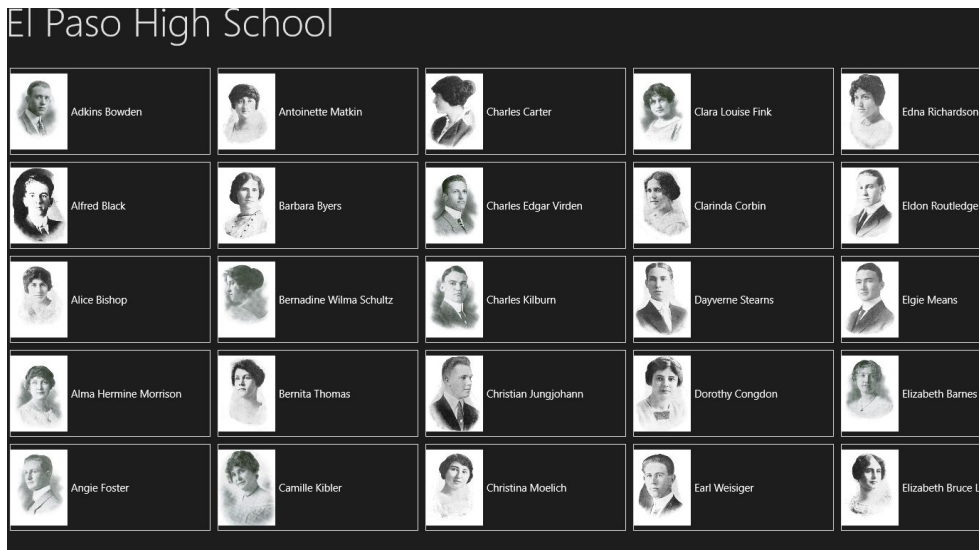 El Paso High School
Adkins Bowden
Antoinette Matkin
Charles Carter
Clara Louise Fink
Edna Richardson
Alfred Black
Barbara Byers
Charles Edgar Virden
Clarinda Corbin
Eldon Routledge
Alice Bishop
Bernadine Wilma Schultz
Charles Kilburn
Dayverne Stearns
Elgie Means
Alma Hermine Morrison
Bernita Thomas
Christian Jungjohann
Dorothy Congdon
Elizabeth Barnes
Angie Foster
Camille Kibler
Christina Moelich
Earl Weisiger
Elizabeth Bruce L